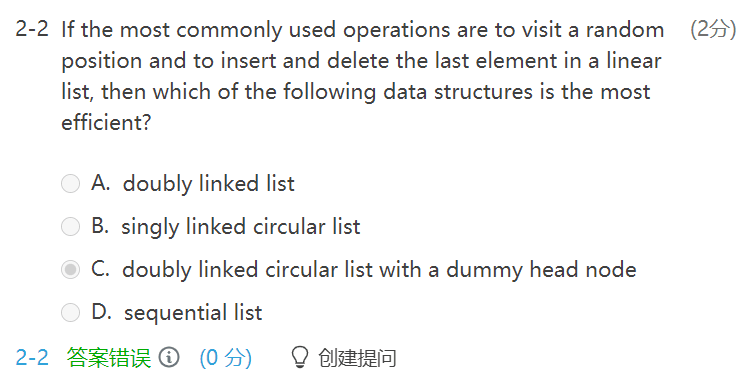 2-2 If the most commonly used operations are to visit a random (2分)
position and to insert and delete the last element in a linear
list, then which of the following data structures is the most
efficient?
A. doubly linked list
B. singly linked circular list
C. doubly linked circular list with a dummy head node
D. sequential list
2-2 答案错误 (0 分) 创建提问